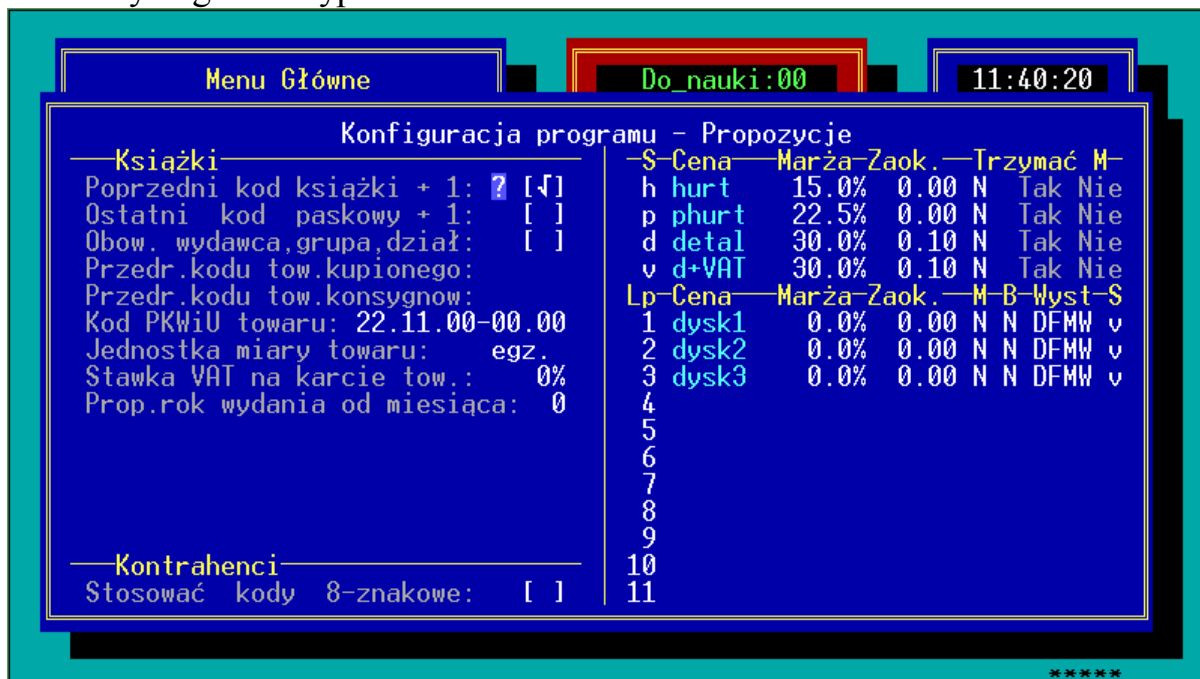 Menu Główne
Do_nauki:00
11:40:20
Konfiguracja programu - Propozycje
Książki
Poprzedni kod książki + 1: ? [√]
Ostatni kod paskowy + 1: [ ]
Obow. wydawca,grupa,dział: [ ]
Przedr.kodu tow.kupionego:
Przedr.kodu tow.konsygnow:
Kod PKWiU towaru: 22.11.00-00.00
Jednostka miary towaru: egz.
Stawka VAT na karcie tow.: 0%
Prop.rok wydania od miesiąca: 0
Kontrahenci
Stosować kody 8-znakowe: [ ]
S-Cena-Marża-Zaok.-Trzymać M
h hurt 15.0% 0.00 N Tak Nie
p phurt 22.5% 0.00 N Tak Nie
d detal 30.0% 0.10 N Tak Nie
v d+VAT 30.0% 0.10 N Tak Nie
Lp-Cena-Marża-Zaok.-M-B-Wyst-S
1 dysk1 0.0% 0.00 N N DFMW v
2 dysk2 0.0% 0.00 N N DFMW v
3 dysk3 0.0% 0.00 N N DFMW v
4
5
6
7
8
9
10
11
*****